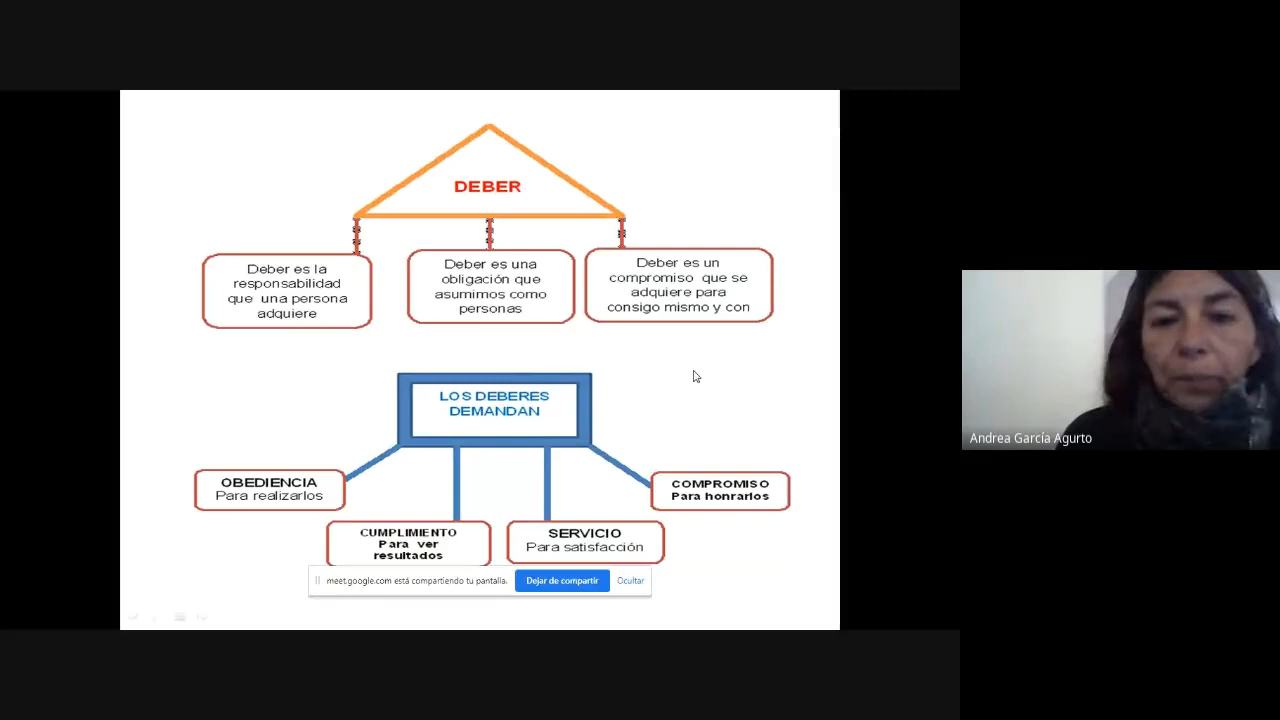 DEBER
Deber es la
responsabilidad
que una persona
adquiere
Deber es una
obligación que
asumimos como
personas
Deber es un
compromiso que se
adquiere para
consigo mismo y con
LOS DEBERES
DEMANDAN
OBEDIENCIA
Para realizarlos
CUMPLIMIENTO
Para ver
resultados
SERVICIO
Para satisfacción
COMPROMISO
Para honrarlos
meet.google.com está compartiendo tu pantalla.
Dejar de compartir
Ocultar
Andrea García Agurto